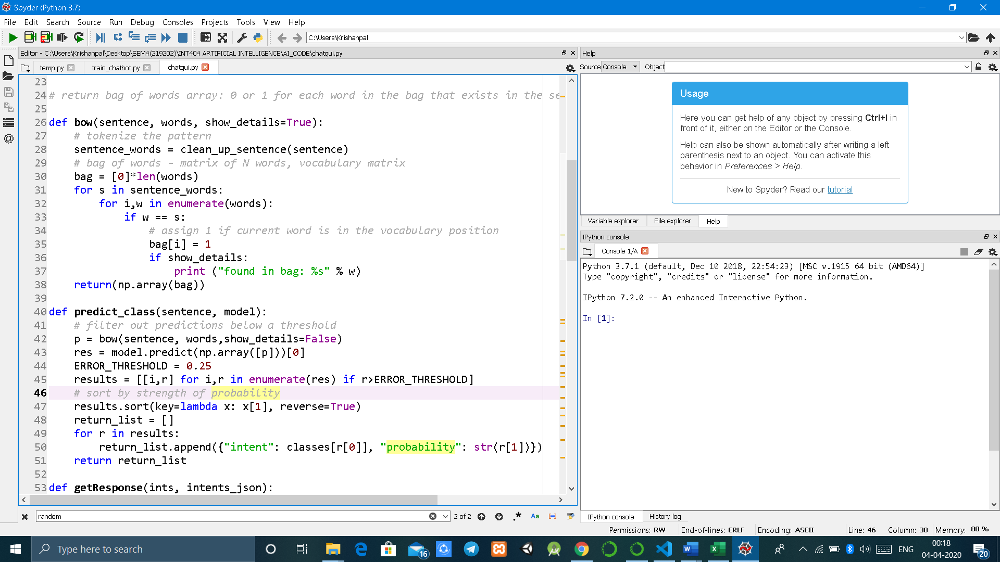 Spyder (Python 3.7)
File Edit Search Source Run Debug Consoles Projects Tools View Help
C:\Users\Krishanpal
Editor - C:\Users\Krishanpal\Desktop\SEM4(219202)\INT404 ARTIFICIAL INTELLIGENCE\AI_CODE\chatgui.py
temp.py train_chatbot.py chatgui.py
23
24 # return bag of words array: 0 or 1 for each word in the bag that exists in the se
25
26 def bow(sentence, words, show_details=True):
27 # tokenize the pattern
28 sentence_words = clean_up_sentence(sentence)
29 # bag of words - matrix of N words, vocabulary matrix
30 bag = [0]*len(words)
31 for s in sentence_words:
32 for i,w in enumerate(words):
33 if w == s:
34 # assign 1 if current word is in the vocabulary position
35 bag[i] = 1
36 if show_details:
37 print ("found in bag: %s" % w)
38 return(np.array(bag))
39
40 def predict_class(sentence, model):
41 # filter out predictions below a threshold
42 p = bow(sentence, words,show_details=False)
43 res = model.predict(np.array([p]))[0]
44 ERROR_THRESHOLD = 0.25
45 results = [[i,r] for i,r in enumerate(res) if r>ERROR_THRESHOLD]
46 # sort by strength of probability
47 results.sort(key=lambda x: x[1], reverse=True)
48 return_list = []
49 for r in results:
50 return_list.append({"intent": classes[r[0]], "probability": str(r[1])})
51 return return_list
52
53 def getResponse(ints, intents_json):
random 2 of 2 .* Aa
Help
Source Console Object
Usage
Here you can get help of any object by pressing Ctrl+I in
front of it, either on the Editor or the Console.
Help can also be shown automatically after writing a left
parenthesis next to an object. You can activate this
behavior in Preferences > Help.
New to Spyder? Read our tutorial
Variable explorer File explorer Help
IPython console
Console 1/A
Python 3.7.1 (default, Dec 10 2018, 22:54:23) [MSC v.1915 64 bit (AMD64)]
Type "copyright", "credits" or "license" for more information.
IPython 7.2.0 -- An enhanced Interactive Python.
In [1]:
IPython console History log
Permissions: RW End-of-lines: CRLF Encoding: ASCII Line: 46 Column: 30 Memory: 80 %
Type here to search
16
ENG
00:18
04-04-2020
20